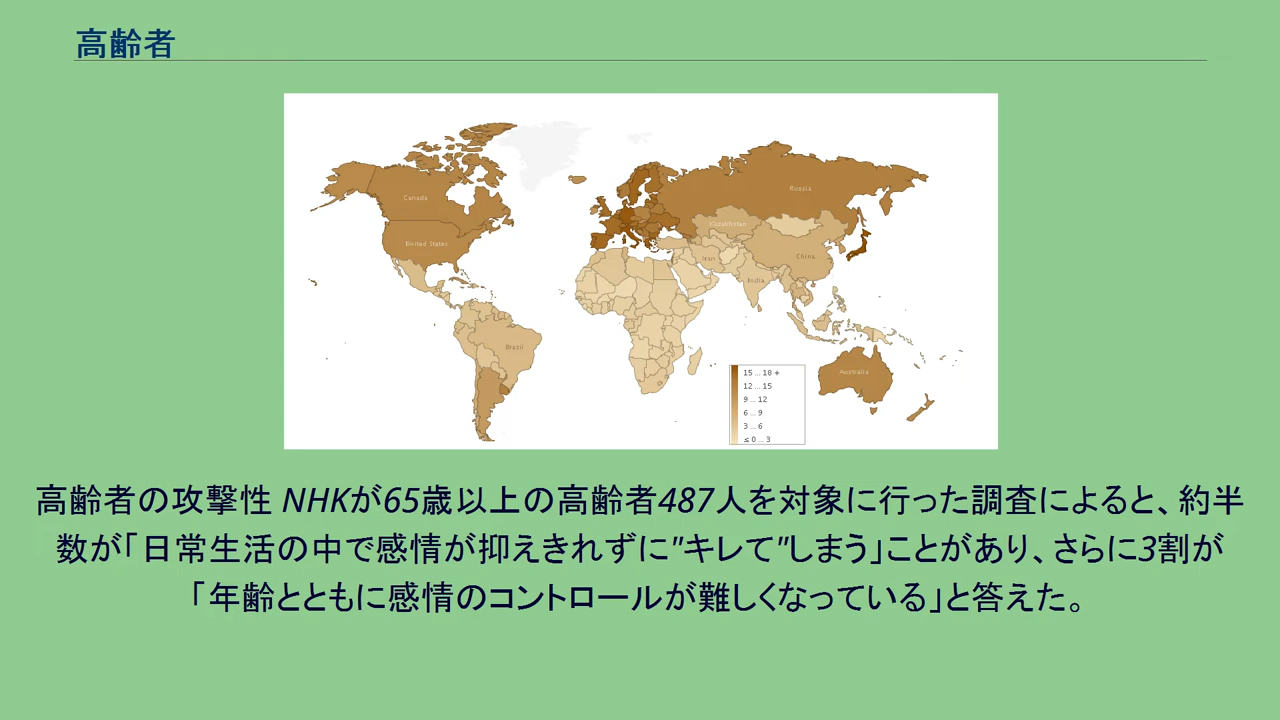 高齢者
Canada
United States
Brazil
Russia
Kazakhstan
China
Iran
India
Australia
15 ... 18 +
12 ... 15
9 ... 12
6 ... 9
3 ... 6
≤ 0 ... 3
高齢者の攻撃性 NHKが65歳以上の高齢者487人を対象に行った調査によると、約半
数が「日常生活の中で感情が抑えきれずに"キレて"しまう」ことがあり、さらに3割が
「年齢とともに感情のコントロールが難しくなっている」と答えた。